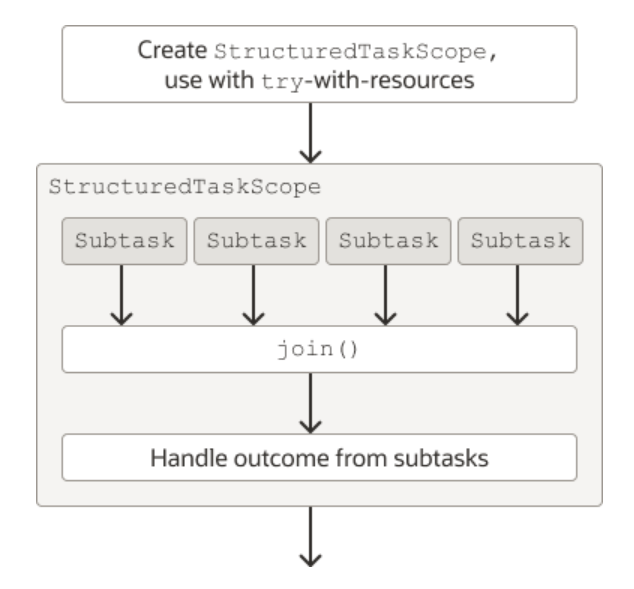 Create StructuredTaskScope,
use with try-with-resources
StructuredTaskScope
Subtask Subtask Subtask Subtask
join()
Handle outcome from subtasks